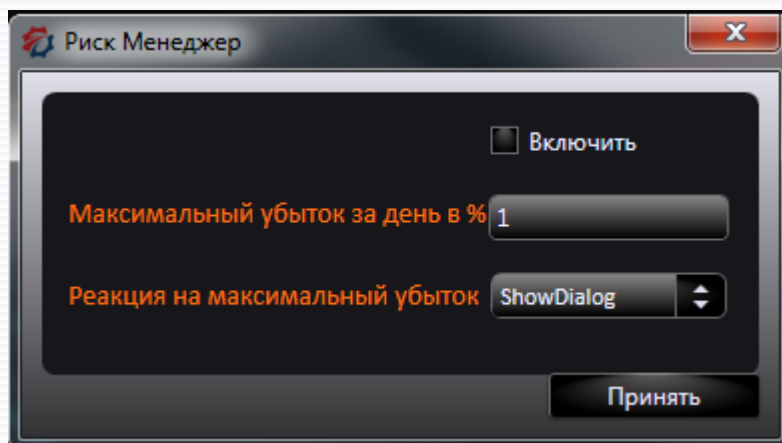 Риск Менеджер
Включить
Максимальный убыток за день в % 1
Реакция на максимальный убыток ShowDialog
Принять